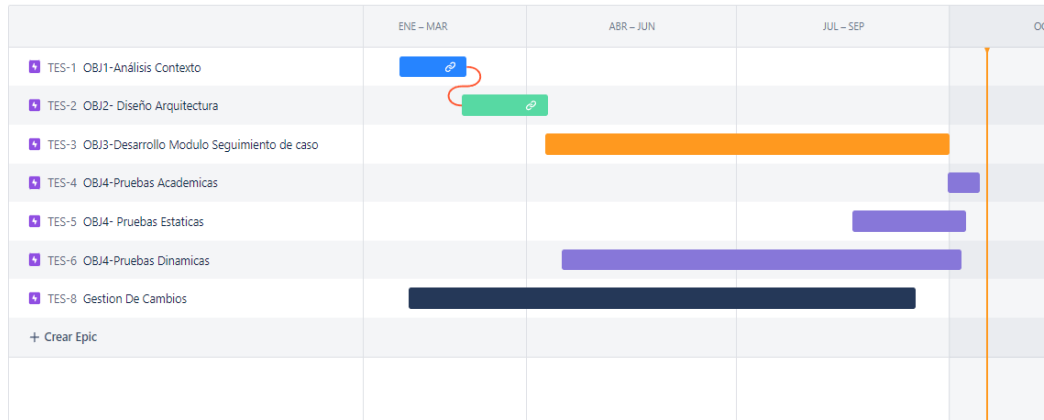 ENE – MAR ABR – JUN JUL – SEP
TES-1 OBJ1-Análisis Contexto
TES-2 OBJ2- Diseño Arquitectura
TES-3 OBJ3-Desarrollo Modulo Seguimiento de caso
TES-4 OBJ4-Pruebas Academicas
TES-5 OBJ4- Pruebas Estaticas
TES-6 OBJ4-Pruebas Dinamicas
TES-8 Gestion De Cambios
+ Crear Epic